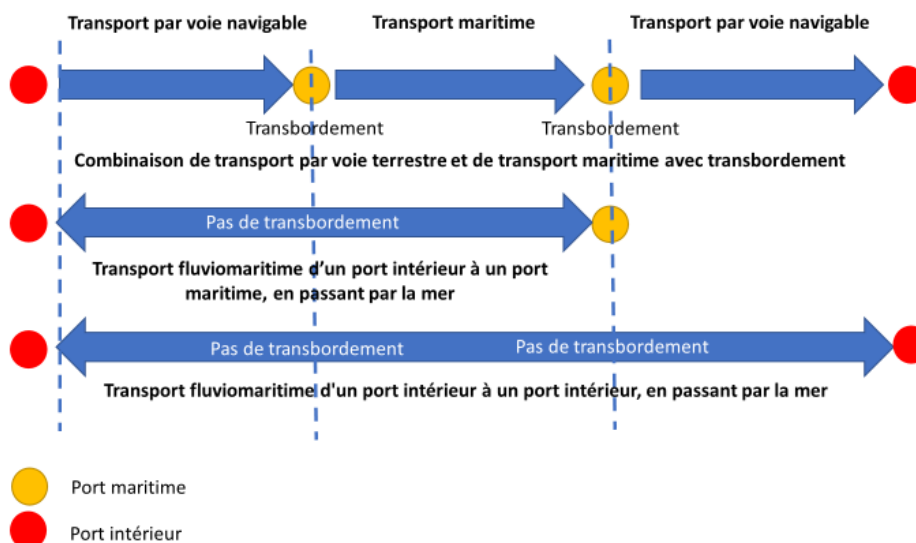 Transport par voie navigable
Transport maritime
Transport par voie navigable
Transbordement
Transbordement
Combinaison de transport par voie terrestre et de transport maritime avec transbordement
Pas de transbordement
Transport fluviomaritime d’un port intérieur à un port
maritime, en passant par la mer
Pas de transbordement
Pas de transbordement
Transport fluviomaritime d'un port intérieur à un port intérieur, en passant par la mer
Port maritime
Port intérieur